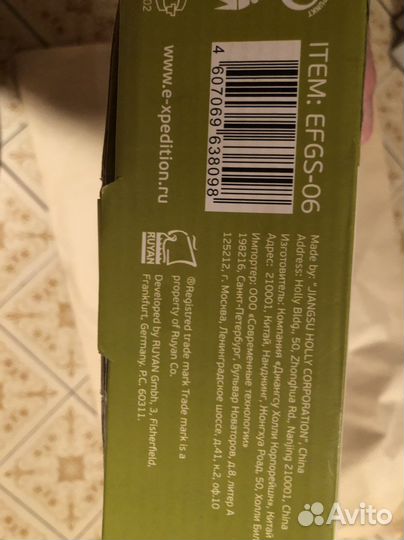 02
ПУНКТ
ITEM: EFGS-06
4 607069 638098
www.e-xpedition.ru
Made by: "JIANGSU HOLLY CORPORATION", China
Address: Holly Bldg., 50, Zhonghua Rd., Nanjing 210001, China
Изготовитель: Компания «Диангсу Холли Корпорейшн», Китай
Адрес: 210001, Китай, Нанджинг, Жонгхуа Роад, 50, Холли Бил
Импортер: ООО «Современные технологии»
198216, Санкт-Петербург, бульвар Новаторов, д.8, литер А
125212, г. Москва, Ленинградское шоссе, д.41, к.2, оф.10
RUYAN
®Registred trade mark Trade mark is a
property of Ruyan Co.
Developed by RUYAN Gmbh, 3, Fisherfield,
Frankfurt, Germany, P.C. 60311.
Avito